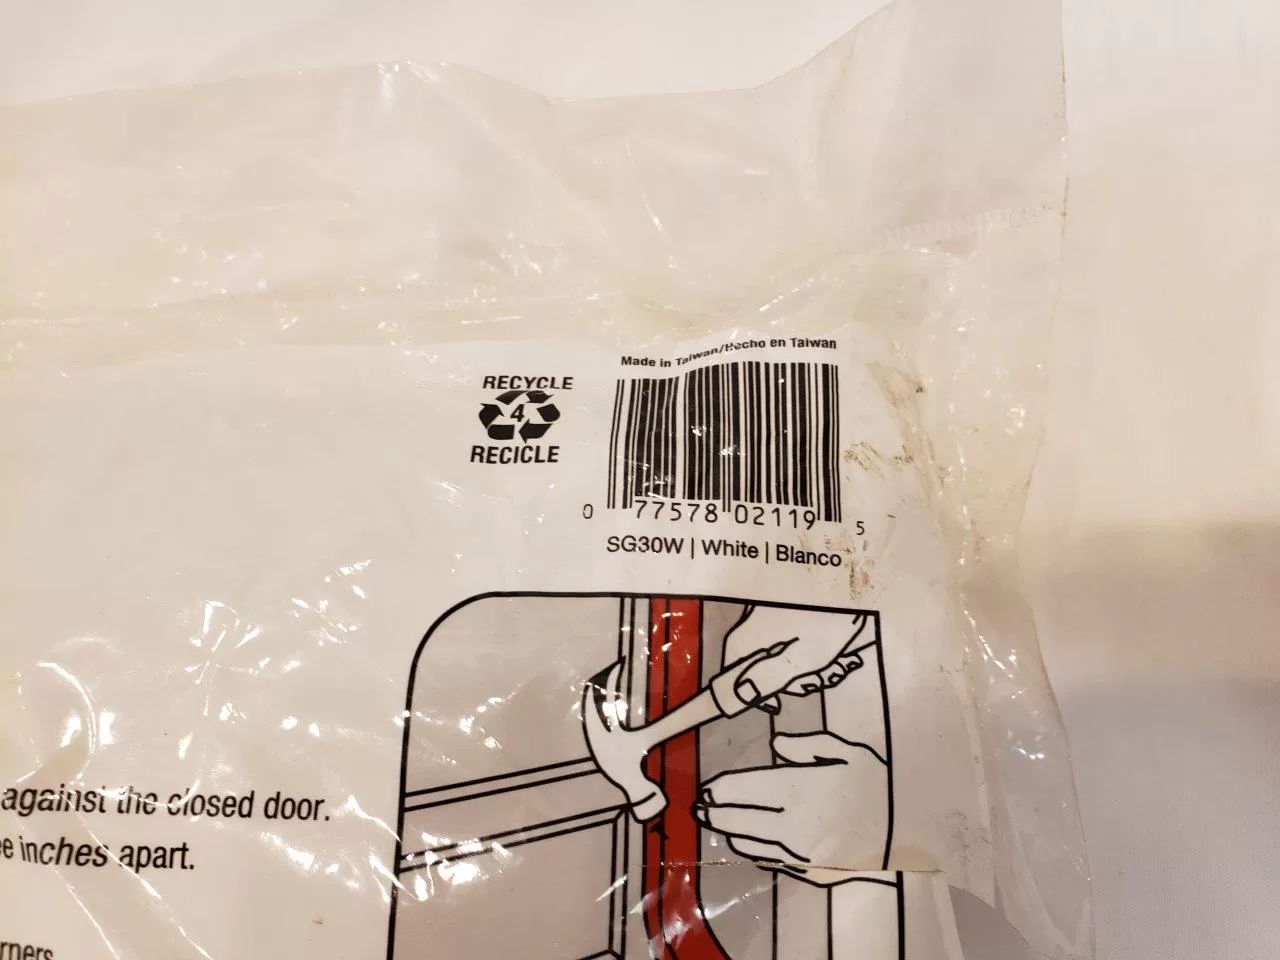 Made in Taiwan/Hecho en Taiwan
RECYCLE
4
RECICLE
0 77578 02119 5
SG30W | White | Blanco
against the closed door.
inches apart.